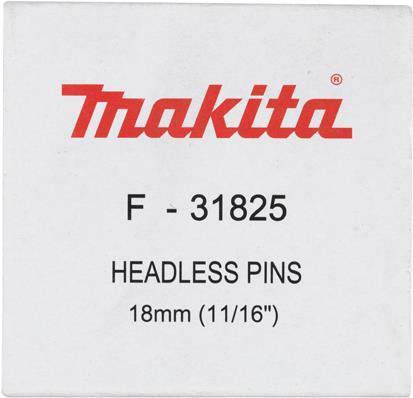 makita®
F - 31825
HEADLESS PINS
18mm (11/16")